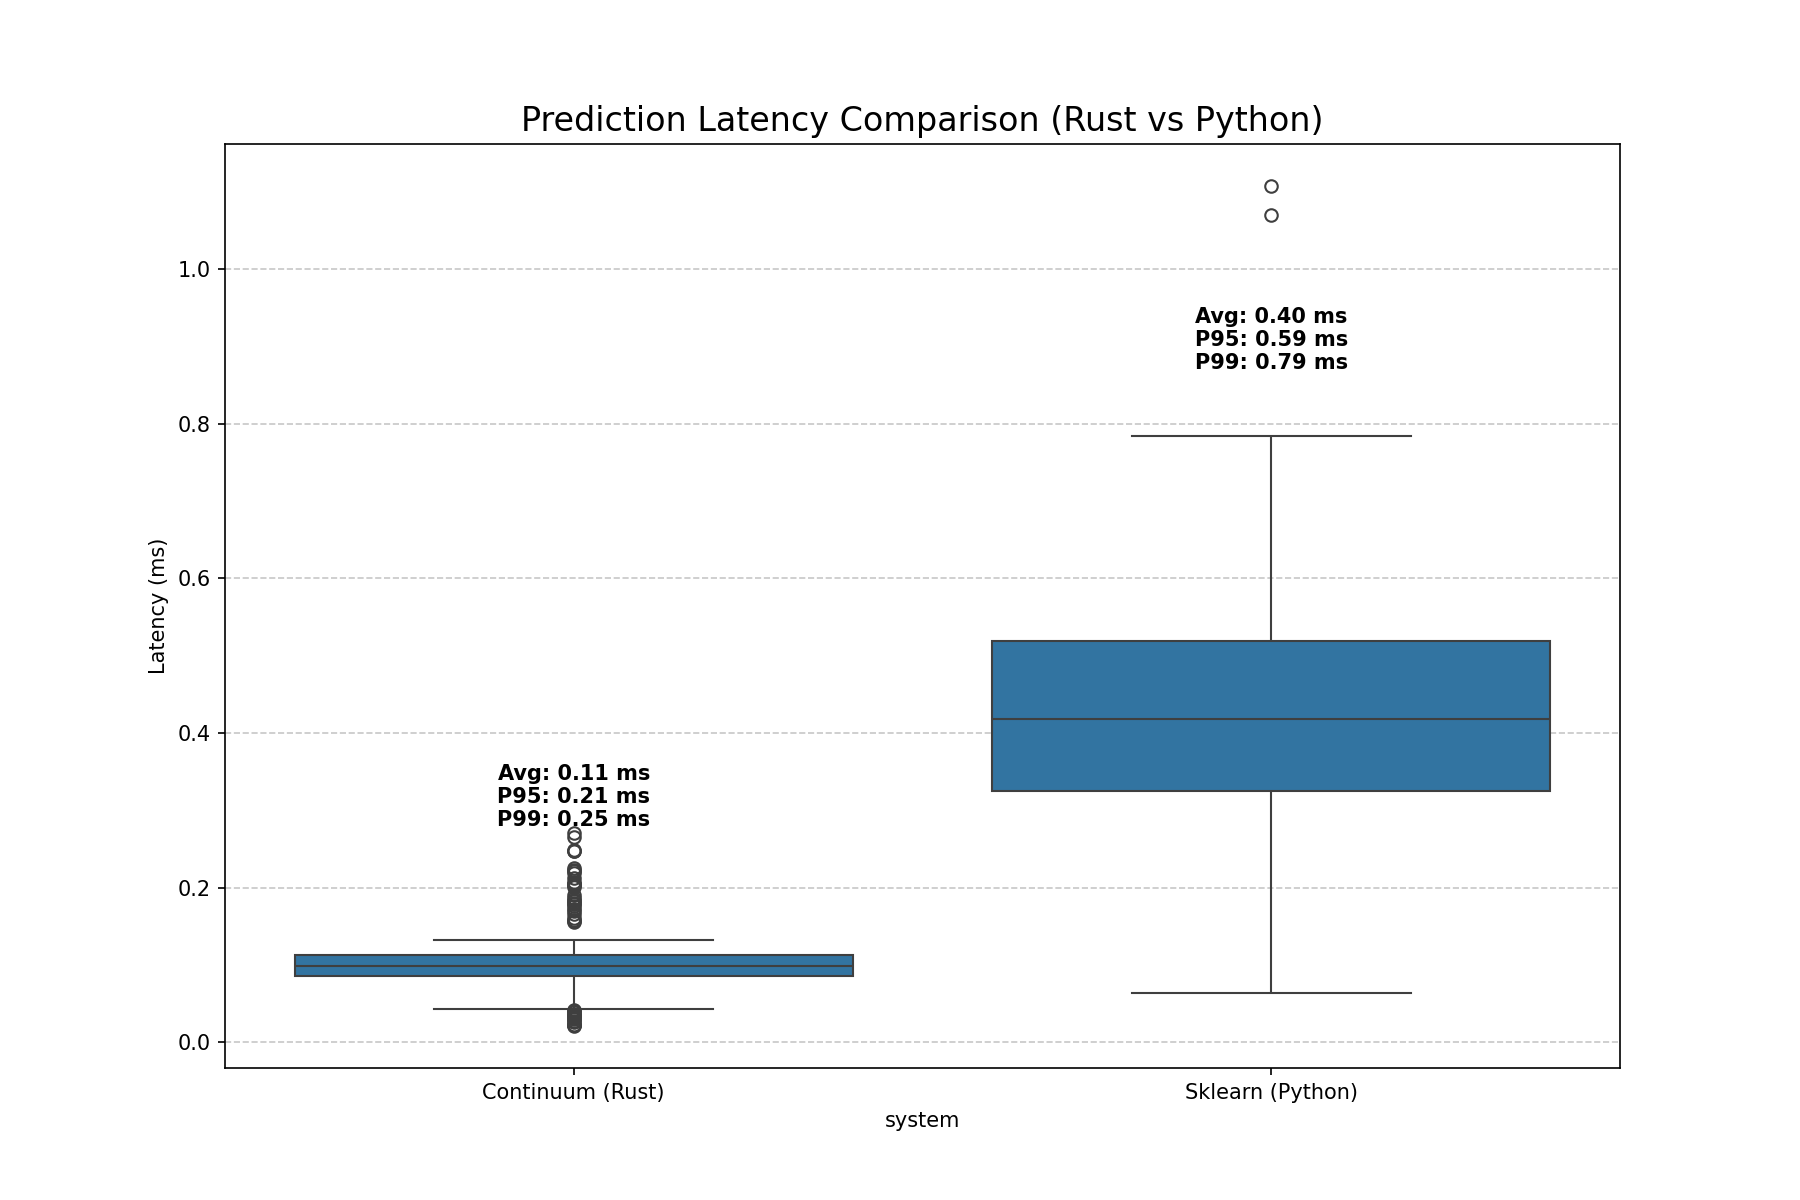 Prediction Latency Comparison (Rust vs Python)
1.0
0.8
0.6
0.4
0.2
0.0
Latency (ms)
Avg: 0.11 ms
P95: 0.21 ms
P99: 0.25 ms
Avg: 0.40 ms
P95: 0.59 ms
P99: 0.79 ms
Continuum (Rust)
Sklearn (Python)
system